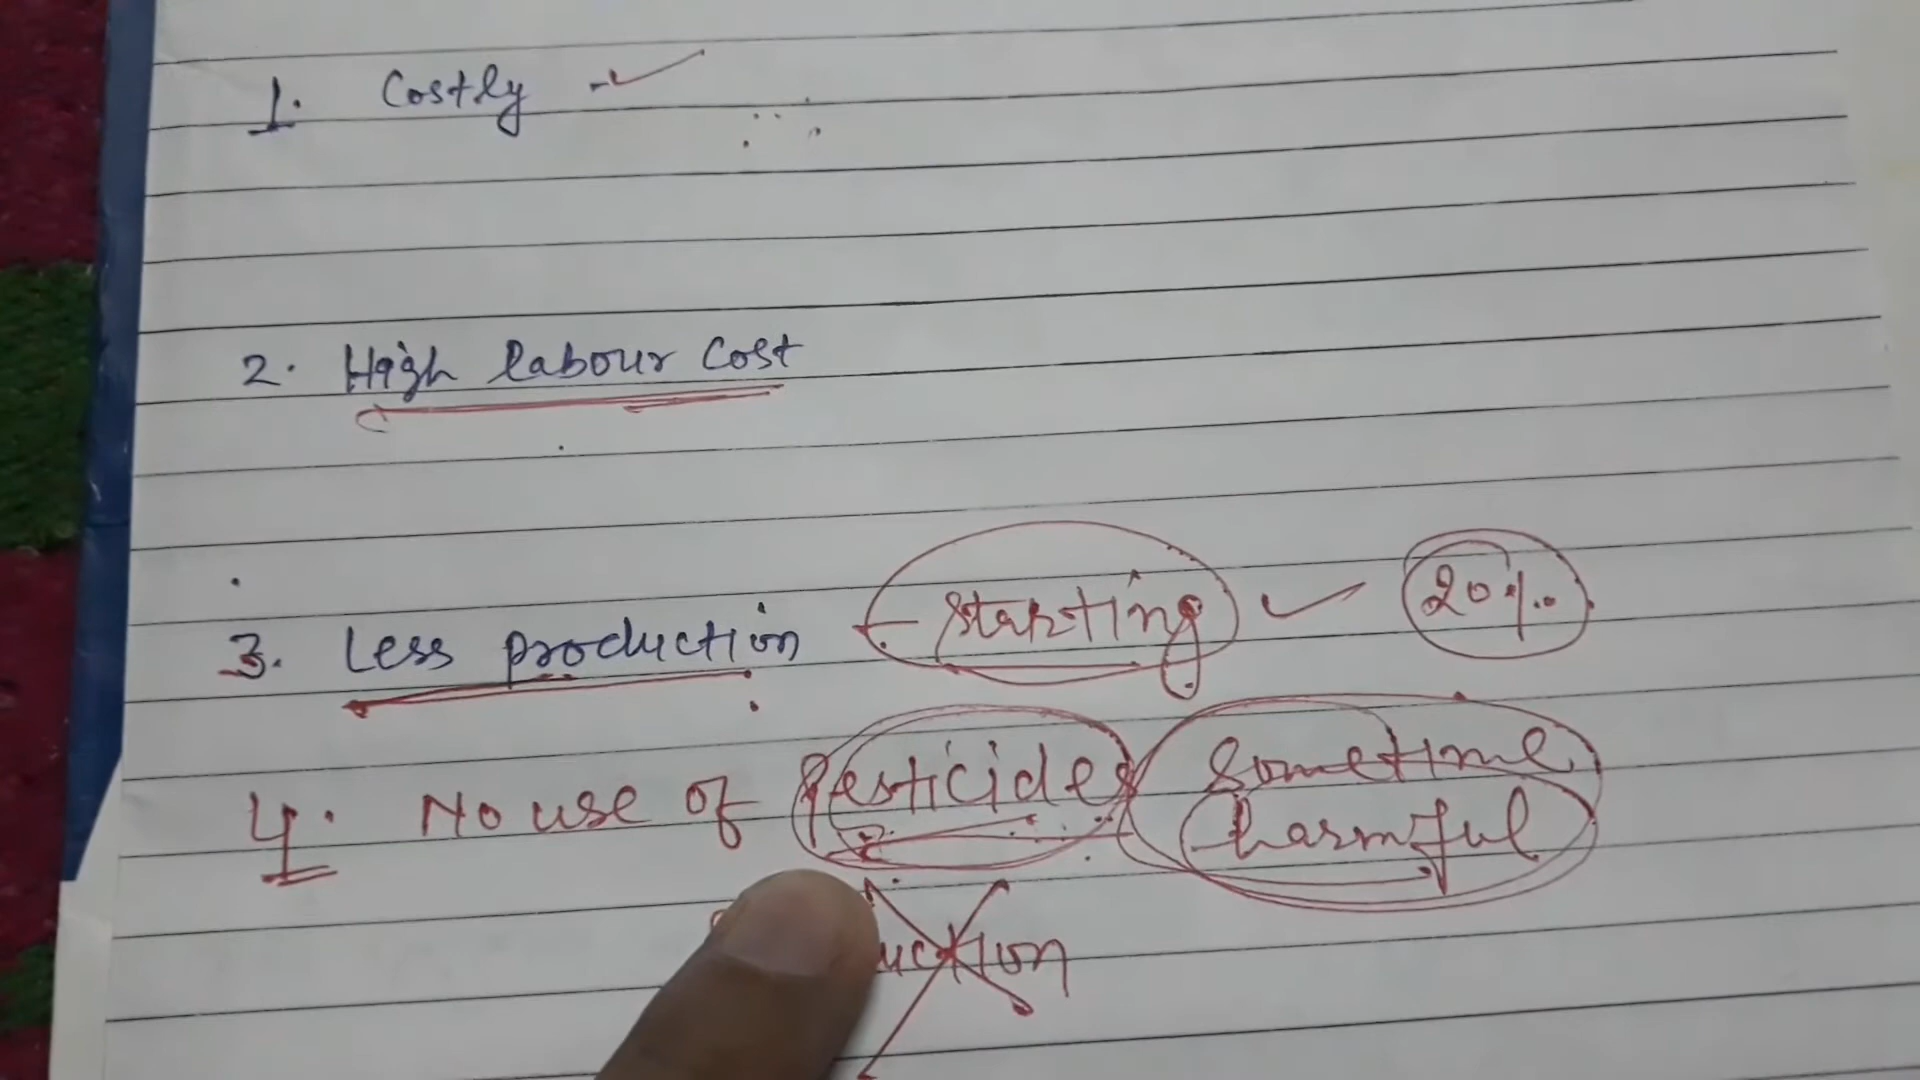 1. Costly
2. High labour cost
3. Less production - starting 20%
4. No use of Pesticides sometime
harmful